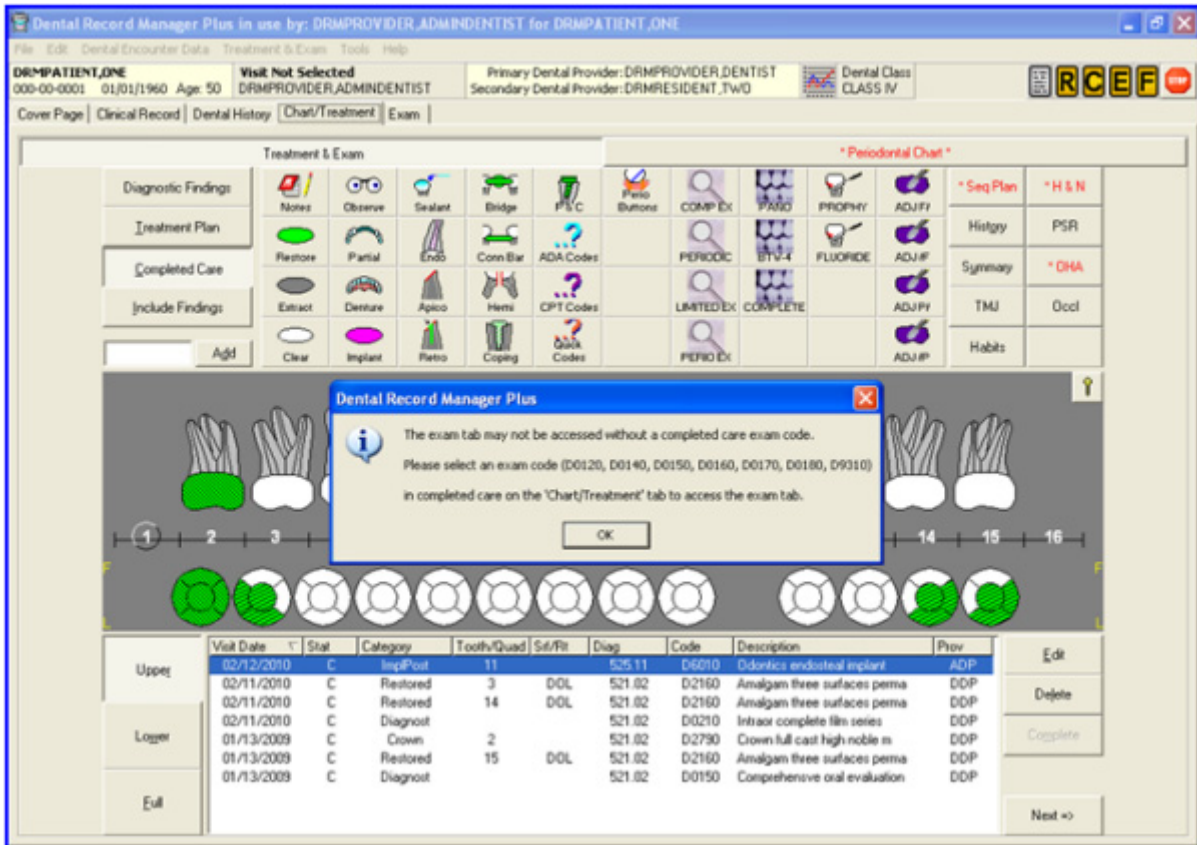 Dental Record Manager Plus in use by: DRMPROVIDER,ADMINDENTIST for DRMPATIENT,ONE
File Edit Dental Encounter Data Treatment & Exam Tools Help
DRMPATIENT,ONE Visit Not Selected Primary Dental Provider: DRMPROVIDER,DENTIST Dental Class
000-00-0001 01/01/1960 Age: 50 DRMPROVIDER,ADMINDENTIST Secondary Dental Provider: DRMRESIDENT,TWO CLASS IV
R C E F STOP
Cover Page Clinical Record Dental History Chart/Treatment Exam
Treatment & Exam * Periodontal Chart *
Diagnostic Findings Notes Observe Sealant Bridge P & C Perio Buttons COMP EX PANO PROPHY ADJ/F/ * Seq Plan * H & N
Treatment Plan Restore Partial Endo Conn Bar ADA Codes PERIODIC BTW-4 FLUORIDE ADJ/F History PSR
Completed Care Extract Denture Apico Hemi CPT Codes LIMITED EX COMPLETE ADJ/P/ Summary * OHA
Include Findings TMJ Occl
Add Clear Implant Retro Coping Quick Codes PERIO EX ADJ/P Habits
Dental Record Manager Plus
The exam tab may not be accessed without a completed care exam code.
Please select an exam code (D0120, D0140, D0150, D0160, D0170, D0180, D9310)
in completed care on the 'Chart/Treatment' tab to access the exam tab.
OK
1 2 3 14 15 16
F F
L L
Visit Date Stat Category Tooth/Quad Srf/Rt Diag Code Description Prov
02/12/2010 C ImplPost 11 525.11 D6010 Odontics endosteal implant ADP
02/11/2010 C Restored 3 DOL 521.02 D2160 Amalgam three surfaces perma DDP
02/11/2010 C Restored 14 DOL 521.02 D2160 Amalgam three surfaces perma DDP
02/11/2010 C Diagnost 521.02 D0210 Intraor complete film series DDP
01/13/2009 C Crown 2 521.02 D2790 Crown full cast high noble m DDP
01/13/2009 C Restored 15 DOL 521.02 D2160 Amalgam three surfaces perma DDP
01/13/2009 C Diagnost 521.02 D0150 Comprehensve oral evaluation DDP
Upper
Lower
Full
Edit
Delete
Complete
Next =>